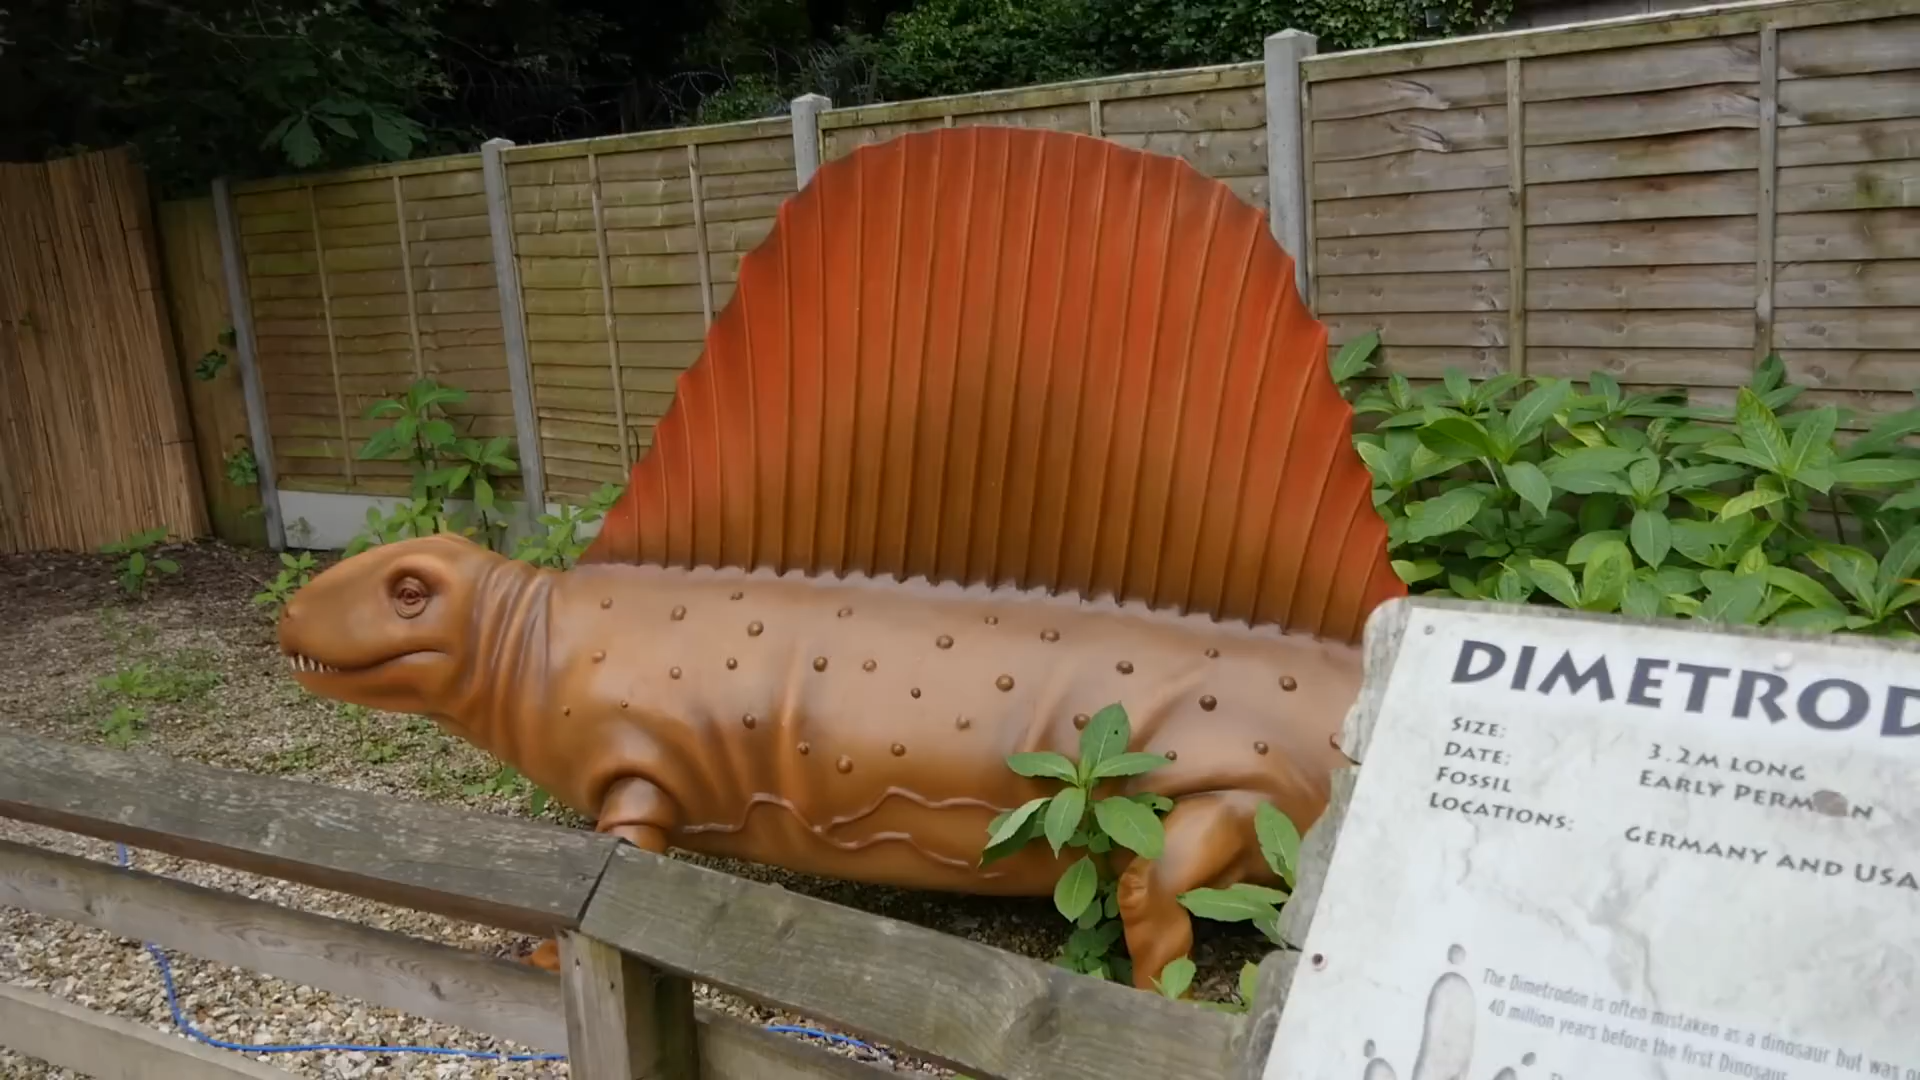 DIMETROD
SIZE: 3.2M LONG
DATE: EARLY PERM N
FOSSIL
LOCATIONS: GERMANY AND USA
The Dimetrodon is often mistaken as a dinosaur but was
40 million years before the first Dinosaur